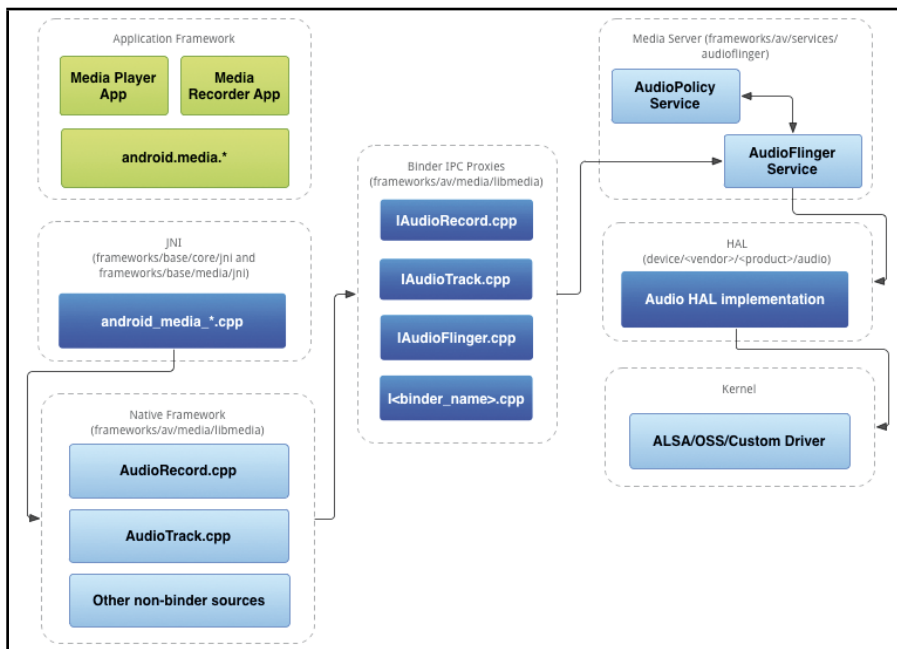 Application Framework
Media Player
App
Media
Recorder App
android.media.*
JNI
(frameworks/base/core/jni and
frameworks/base/media/jni)
android_media_*.cpp
Native Framework
(frameworks/av/media/libmedia)
AudioRecord.cpp
AudioTrack.cpp
Other non-binder sources
Binder IPC Proxies
(frameworks/av/media/libmedia)
IAudioRecord.cpp
IAudioTrack.cpp
IAudioFlinger.cpp
I<binder_name>.cpp
Media Server (frameworks/av/services/
audioflinger)
AudioPolicy
Service
AudioFlinger
Service
HAL
(device/<vendor>/<product>/audio)
Audio HAL implementation
Kernel
ALSA/OSS/Custom Driver